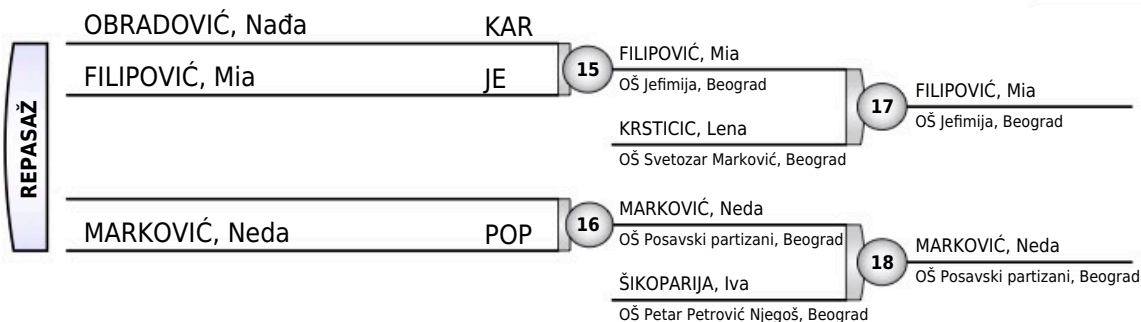 OBRADOVIĆ, Nađa KAR
FILIPOVIĆ, Mia JE
REPASAŽ
15
FILIPOVIĆ, Mia
OŠ Jefimija, Beograd
KRSTICIC, Lena
OŠ Svetozar Marković, Beograd
17
FILIPOVIĆ, Mia
OŠ Jefimija, Beograd
MARKOVIĆ, Neda POP
16
MARKOVIĆ, Neda
OŠ Posavski partizani, Beograd
ŠIKOPARIJA, Iva
OŠ Petar Petrović Njegoš, Beograd
18
MARKOVIĆ, Neda
OŠ Posavski partizani, Beograd